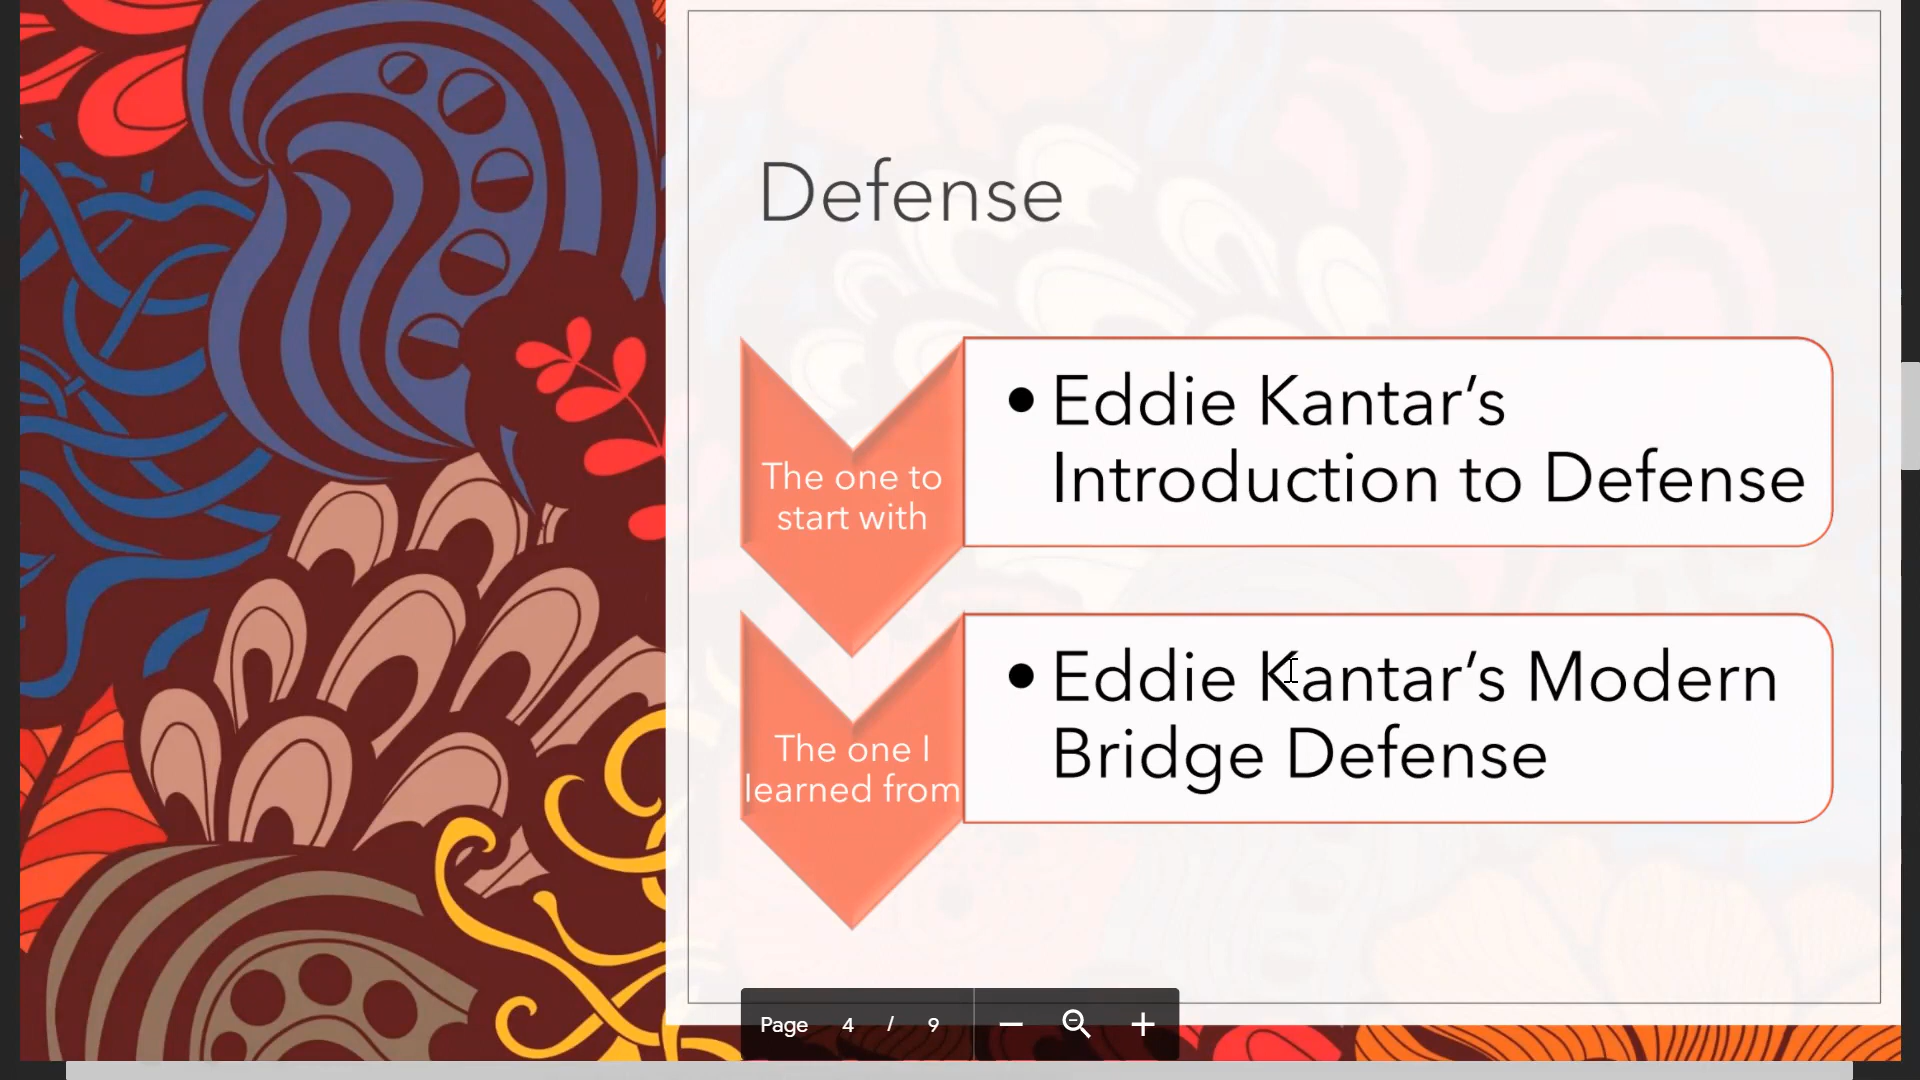 Defense
The one to
start with
• Eddie Kantar’s
Introduction to Defense
The one I
learned from
• Eddie Kantar’s Modern
Bridge Defense
Page 4 / 9